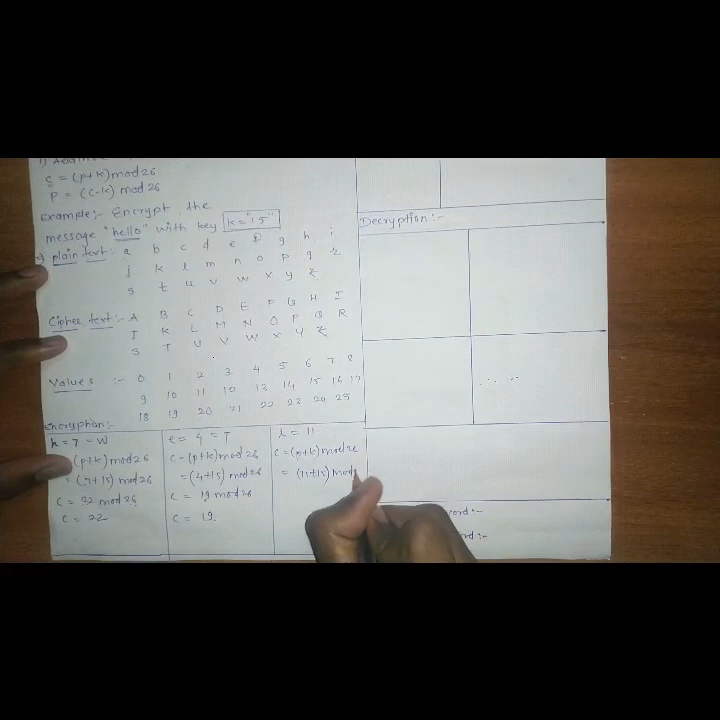 C = (p+k) mod 26
P = (C-k) mod 26
Example:- Encrypt the
message "hello" with key k="15"
plain text:- a b c d e f g h i
j k l m n o p q r
s t u v w x y z
Cipher text:- A B C D E F G H I
J K L M N O P Q R
S T U V W X Y Z
Values :- 0 1 2 3 4 5 6 7 8
9 10 11 12 13 14 15 16 17
18 19 20 21 22 23 24 25
Encryption:-
h = 7 = W
(p+k) mod 26
= (7+15) mod 26
C = 22 mod 26
C = 22
e = 4 = T
C = (p+k) mod 26
= (4+15) mod 26
C = 19 mod 26
C = 19.
l = 11
C = (p+k) mod 26
= (11+15) mod
Decryption:-